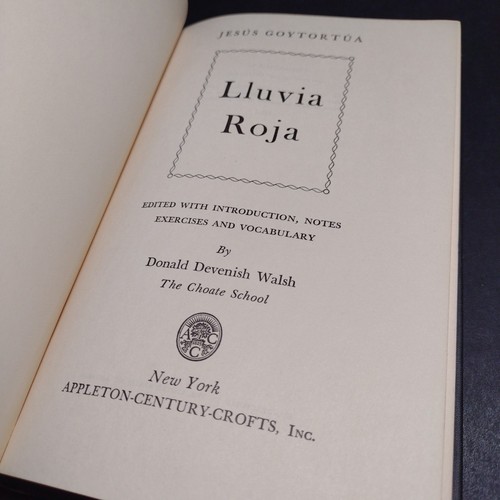 JESÚS GOYTORTÚA
Lluvia
Roja
EDITED WITH INTRODUCTION, NOTES
EXERCISES AND VOCABULARY
By
Donald Devenish Walsh
The Choate School
A C C
New York
APPLETON-CENTURY-CROFTS, INC.